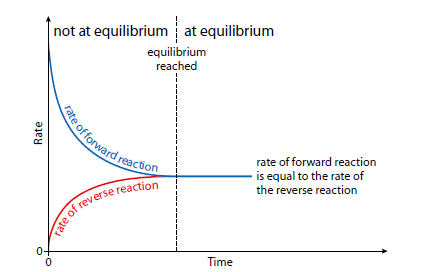 not at equilibrium
at equilibrium
equilibrium
reached
rate of forward reaction
rate of reverse reaction
rate of forward reaction
is equal to the rate of
the reverse reaction
Rate
0
0
Time